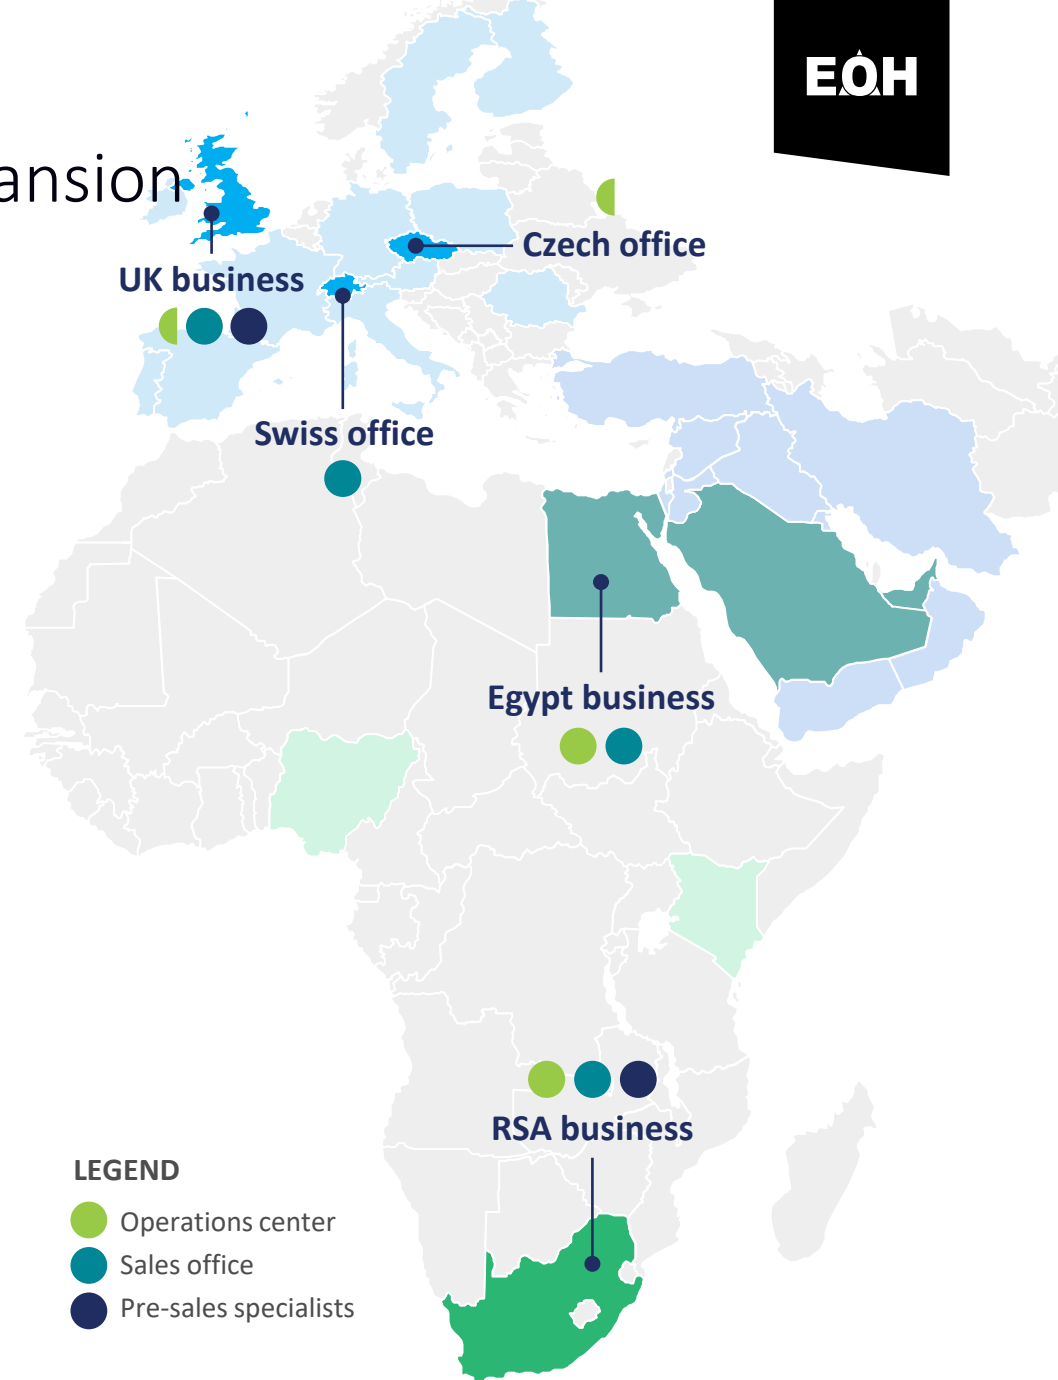 EOH
ansion
Czech office
UK business
Swiss office
Egypt business
RSA business
LEGEND
Operations center
Sales office
Pre-sales specialists